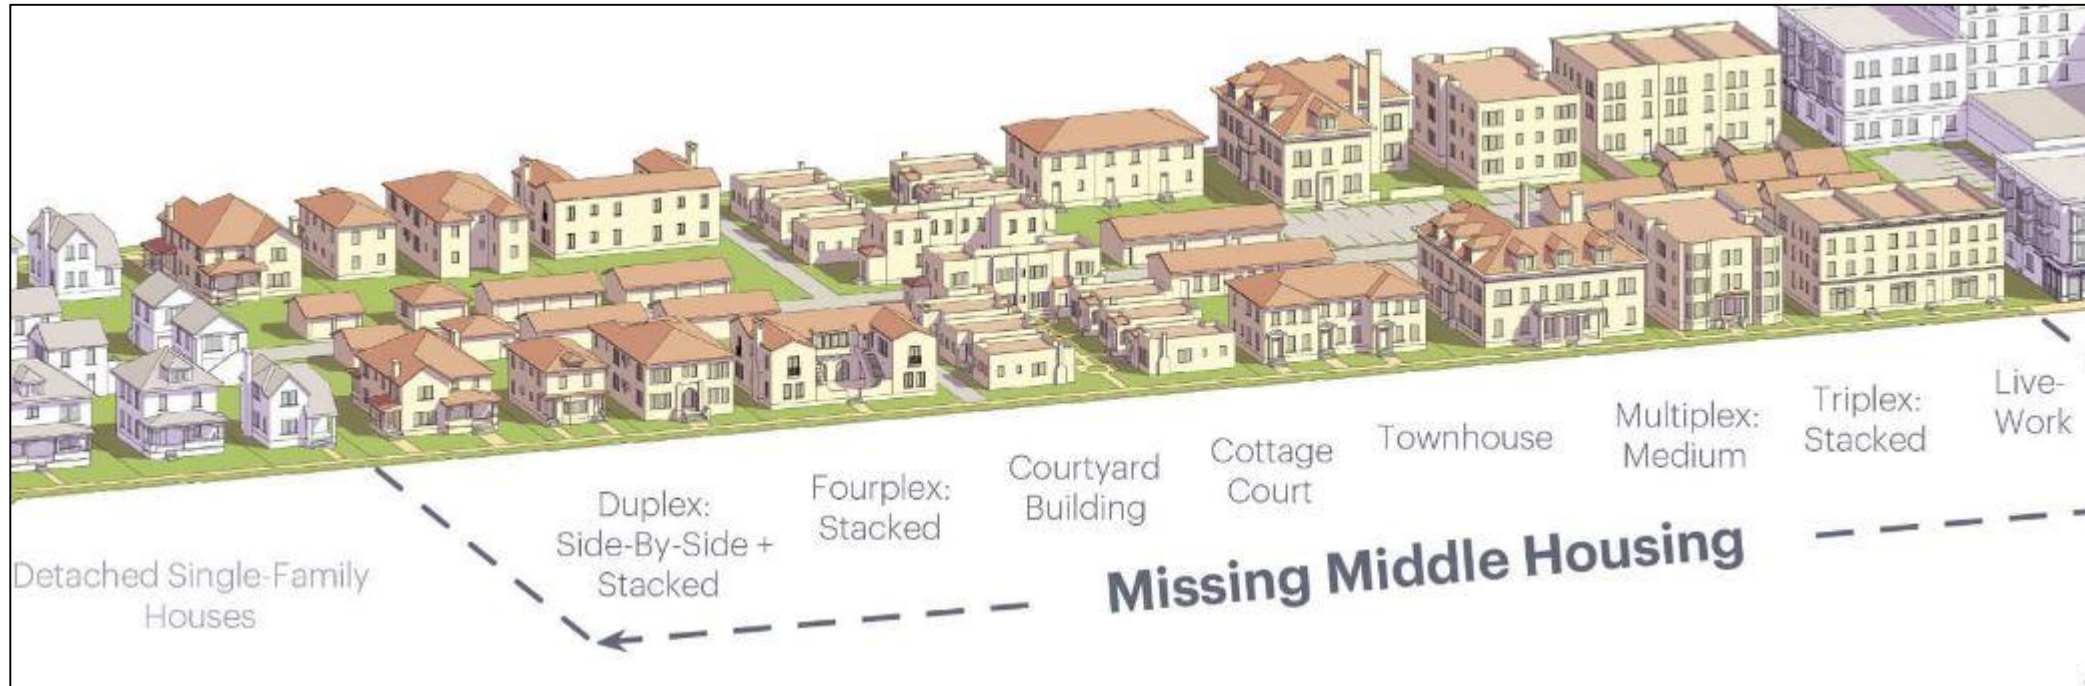 Detached Single-Family
Houses
Duplex:
Side-By-Side +
Stacked
Fourplex:
Stacked
Courtyard
Building
Cottage
Court
Townhouse
Multiplex:
Medium
Triplex:
Stacked
Live-
Work
Missing Middle Housing